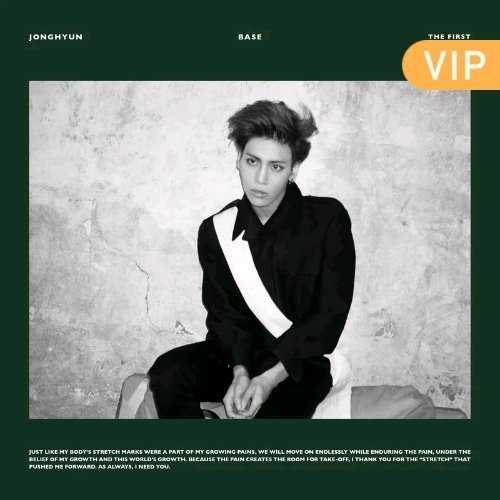 JONGHYUN BASE THE FIRST
VIP
JUST LIKE MY BODY'S STRETCH MARKS WERE A PART OF MY GROWING PAINS, WE WILL MOVE ON ENDLESSLY WHILE ENDURING THE PAIN, UNDER THE
BELIEF OF MY GROWTH AND THIS WORLD'S GROWTH. BECAUSE THE PAIN CREATES THE ROOM FOR TAKE-OFF, I THANK YOU FOR THE "STRETCH" THAT
PUSHED ME FORWARD. AS ALWAYS, I NEED YOU.